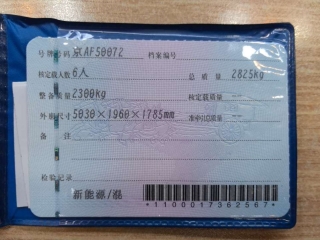 号牌号码 京AF50072 档案编号
核定载人数 6人 总质量 2825kg
整备质量 2300kg 核定载质量 --
外廓尺寸 5030×1960×1785mm 准牵引总质量 --
备注
检验记录
新能源/混
*1100017362567*